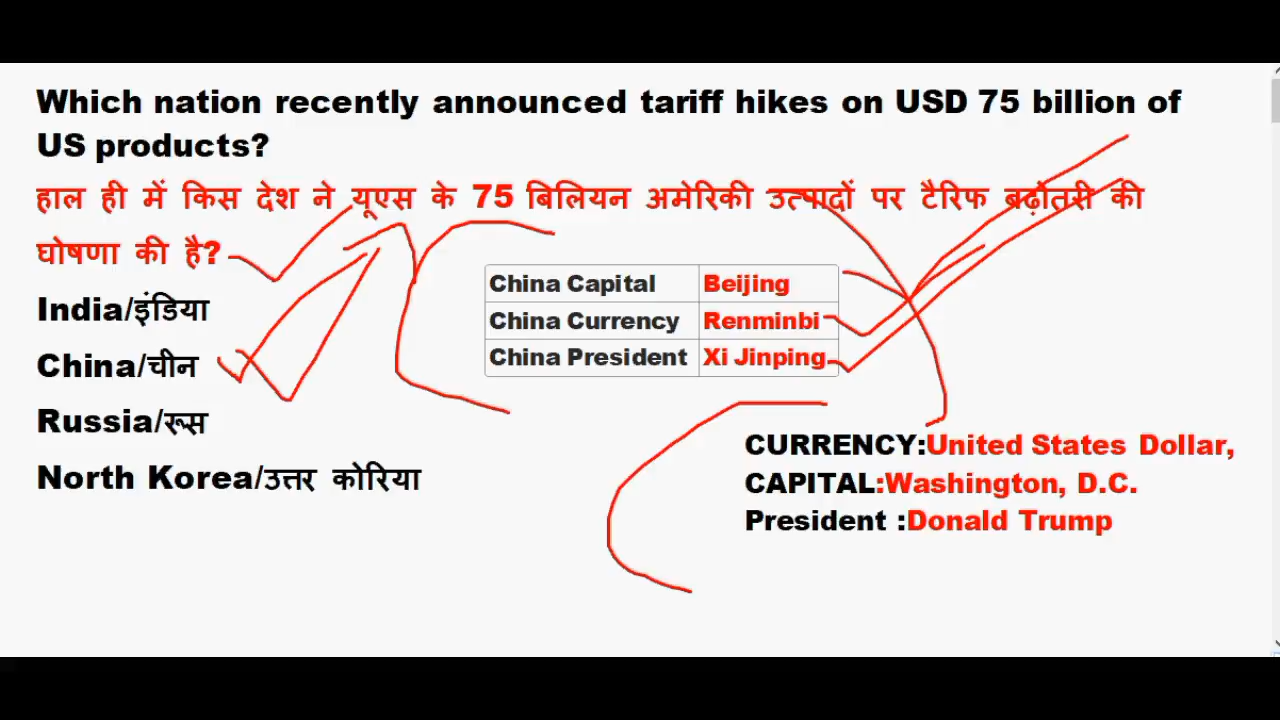 Which nation recently announced tariff hikes on USD 75 billion of
US products?
हाल ही में किस देश ने यूएस के 75 बिलियन अमेरिकी उत्पादों पर टैरिफ बढ़ोतरी की
घोषणा की है?
India/इंडिया
China/चीन
Russia/रूस
North Korea/उत्तर कोरिया
China Capital Beijing
China Currency Renminbi
China President Xi Jinping
CURRENCY:United States Dollar,
CAPITAL:Washington, D.C.
President :Donald Trump